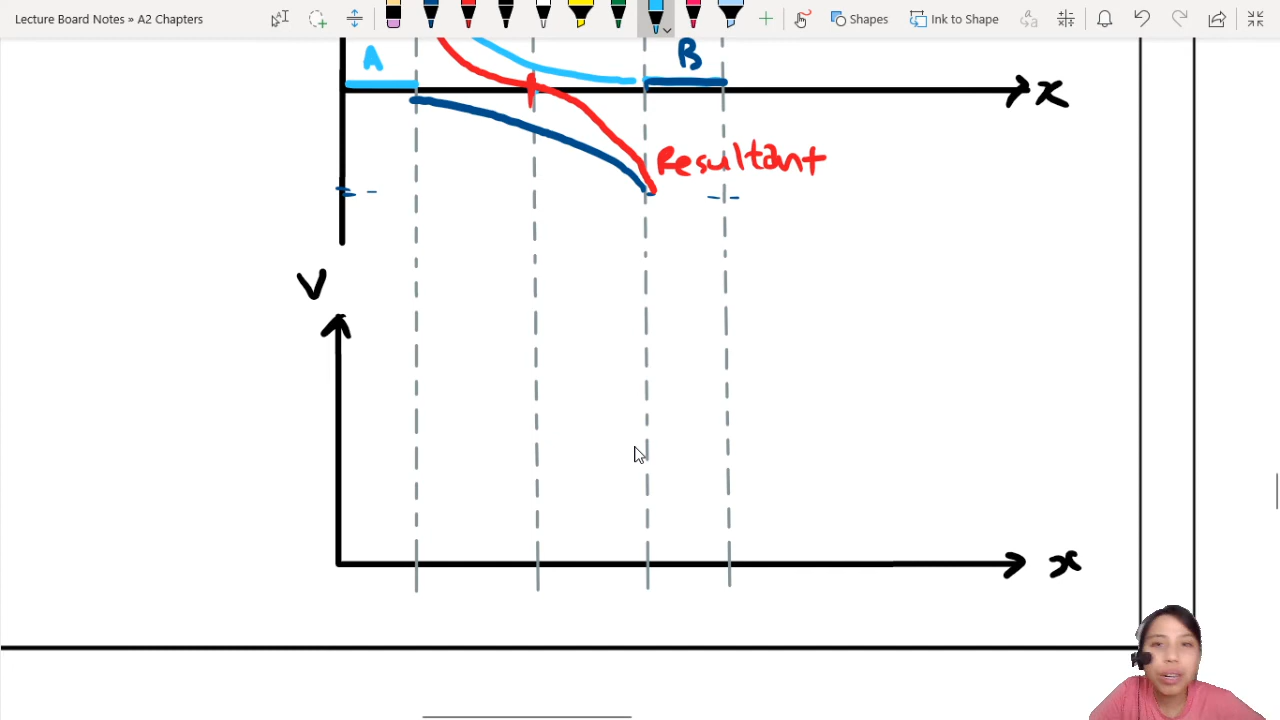 Lecture Board Notes » A2 Chapters
Shapes
Ink to Shape
A
B
x
Resultant
V
x